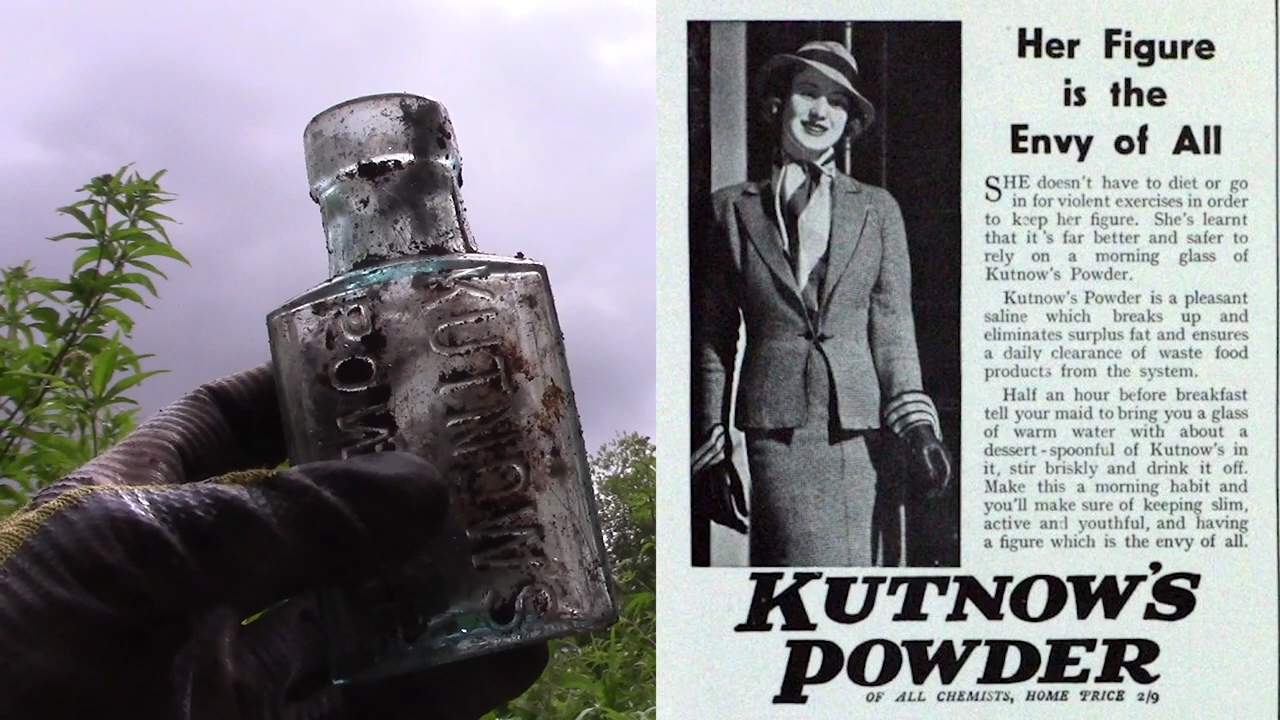 KUTNOW'S
POW
Her Figure
is the
Envy of All
SHE doesn't have to diet or go
in for violent exercises in order
to keep her figure. She's learnt
that it's far better and safer to
rely on a morning glass of
Kutnow's Powder.
Kutnow's Powder is a pleasant
saline which breaks up and
eliminates surplus fat and ensures
a daily clearance of waste food
products from the system.
Half an hour before breakfast
tell your maid to bring you a glass
of warm water with about a
dessert-spoonful of Kutnow's in
it, stir briskly and drink it off.
Make this a morning habit and
you'll make sure of keeping slim,
active and youthful, and having
a figure which is the envy of all.
KUTNOW'S
POWDER
OF ALL CHEMISTS, HOME PRICE 2/9